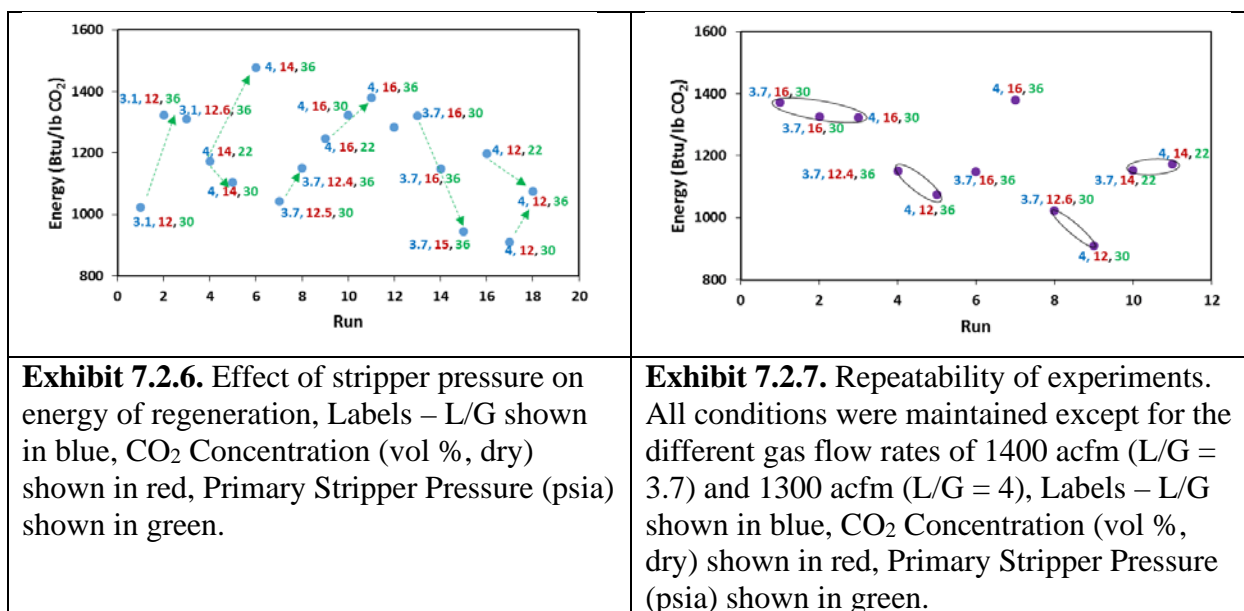 1600
1400
1200
1000
800
Energy (Btu/lb CO₂)
0 2 4 6 8 10 12 14 16 18 20
Run
3.1, 12, 36
3.1, 12.6, 36
3.1, 12, 30
4, 14, 36
4, 14, 22
4, 14, 30
3.7, 12.4, 36
3.7, 12.5, 30
4, 16, 30
4, 16, 36
4, 16, 22
3.7, 16, 30
3.7, 16, 36
3.7, 15, 36
4, 12, 22
4, 12, 36
4, 12, 30
1600
1400
1200
1000
800
Energy (Btu/lb CO₂)
0 2 4 6 8 10 12
Run
3.7, 16, 30
3.7, 16, 30
4, 16, 30
3.7, 12.4, 36
4, 12, 36
4, 16, 36
3.7, 16, 36
3.7, 12.6, 30
4, 12, 30
4, 14, 22
3.7, 14, 22
Exhibit 7.2.6. Effect of stripper pressure on
energy of regeneration, Labels – L/G shown
in blue, CO₂ Concentration (vol %, dry)
shown in red, Primary Stripper Pressure (psia)
shown in green.
Exhibit 7.2.7. Repeatability of experiments.
All conditions were maintained except for the
different gas flow rates of 1400 acfm (L/G =
3.7) and 1300 acfm (L/G = 4), Labels – L/G
shown in blue, CO₂ Concentration (vol %,
dry) shown in red, Primary Stripper Pressure
(psia) shown in green.